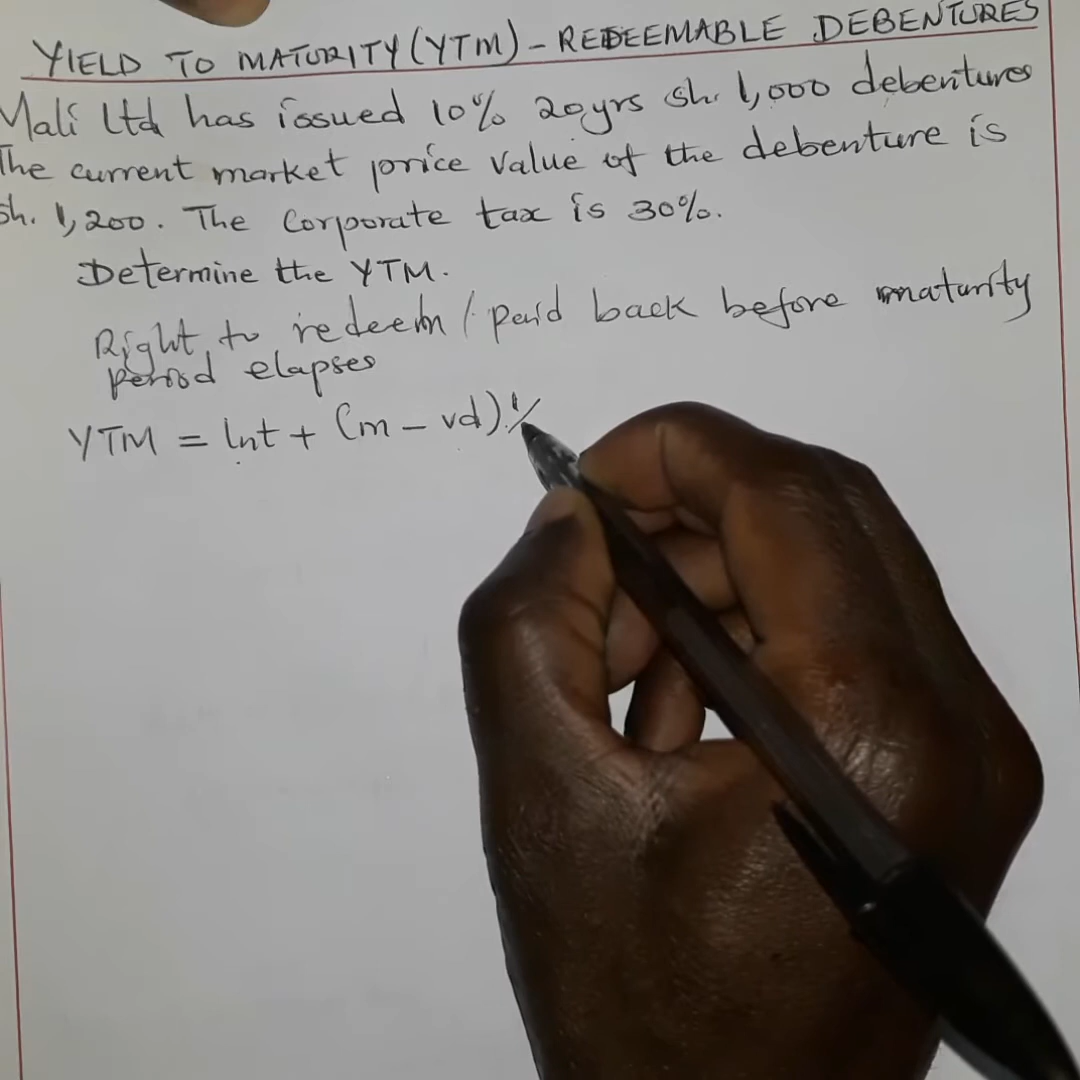 YIELD TO MATURITY (YTM) - REDEEMABLE DEBENTURES
Mali Ltd has issued 10% 20yrs sh. 1,000 debentures
The current market price value of the debenture is
sh. 1,200. The Corporate tax is 30%.
Determine the YTM.
Right to redeem / paid back before maturity
period elapses
YTM = Int + (m - vd) 1/